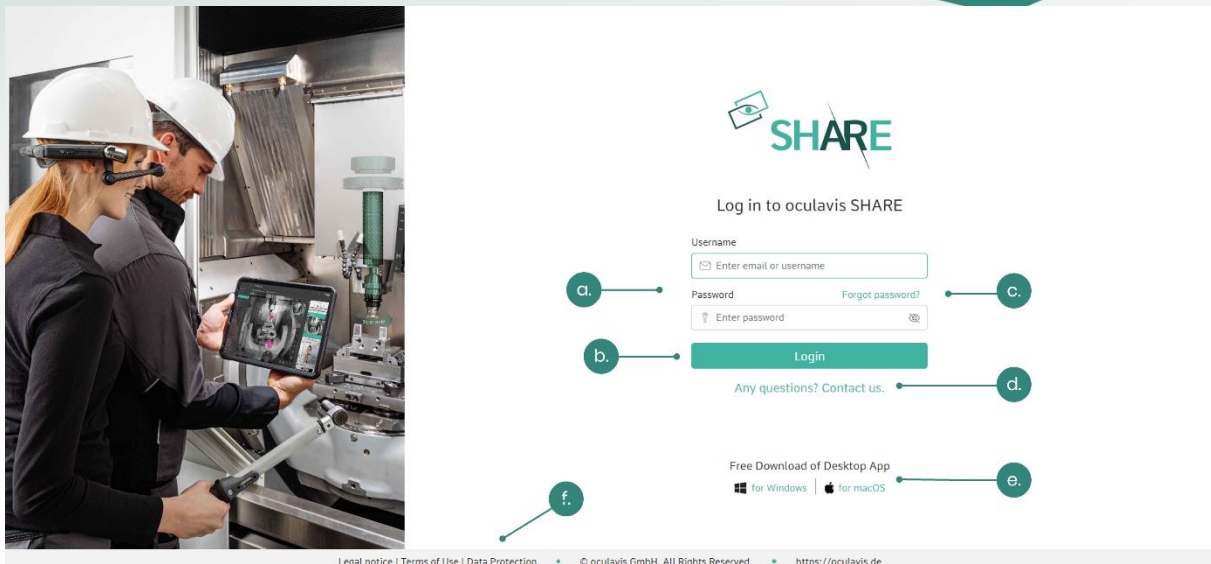 SHARE
Log in to oculavis SHARE
Username
Enter email or username
a.
Password
Forgot password?
c.
Enter password
b.
Login
Any questions? Contact us.
d.
Free Download of Desktop App
for Windows | for macOS
e.
f.
Legal notice | Terms of Use | Data Protection • © oculavis GmbH. All Rights Reserved. • https://oculavis.de